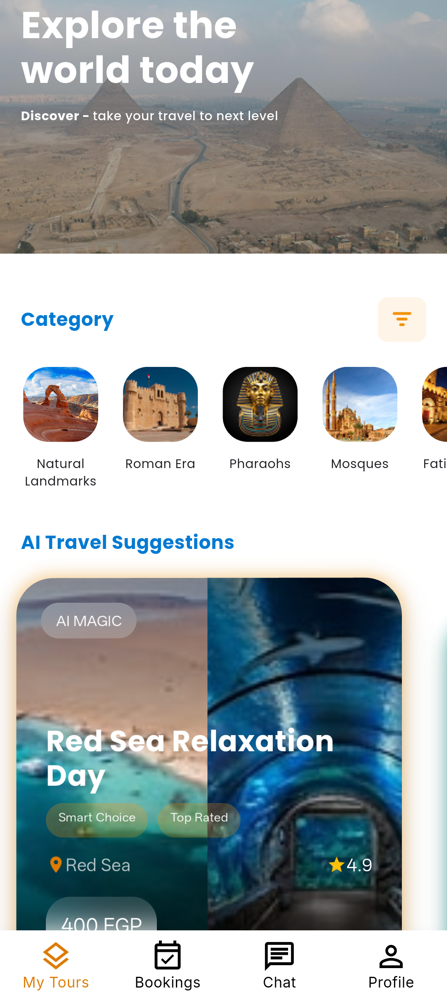 Explore the
world today
Discover - take your travel to next level
Category
Natural
Landmarks
Roman Era
Pharaohs
Mosques
Fati
AI Travel Suggestions
AI MAGIC
Red Sea Relaxation
Day
Smart Choice
Top Rated
Red Sea
4.9
400 EGP
My Tours
Bookings
Chat
Profile